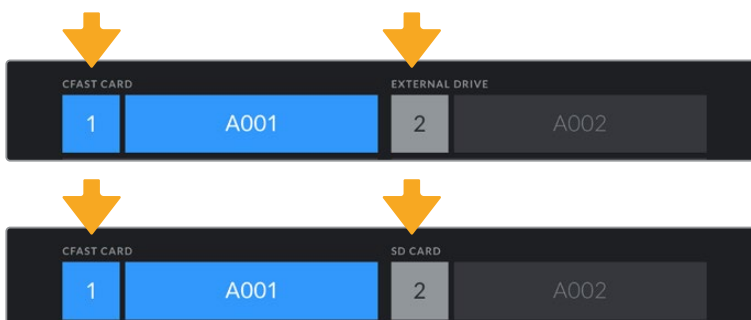 CFAST CARD EXTERNAL DRIVE
1 A001 2 A002
CFAST CARD SD CARD
1 A001 2 A002